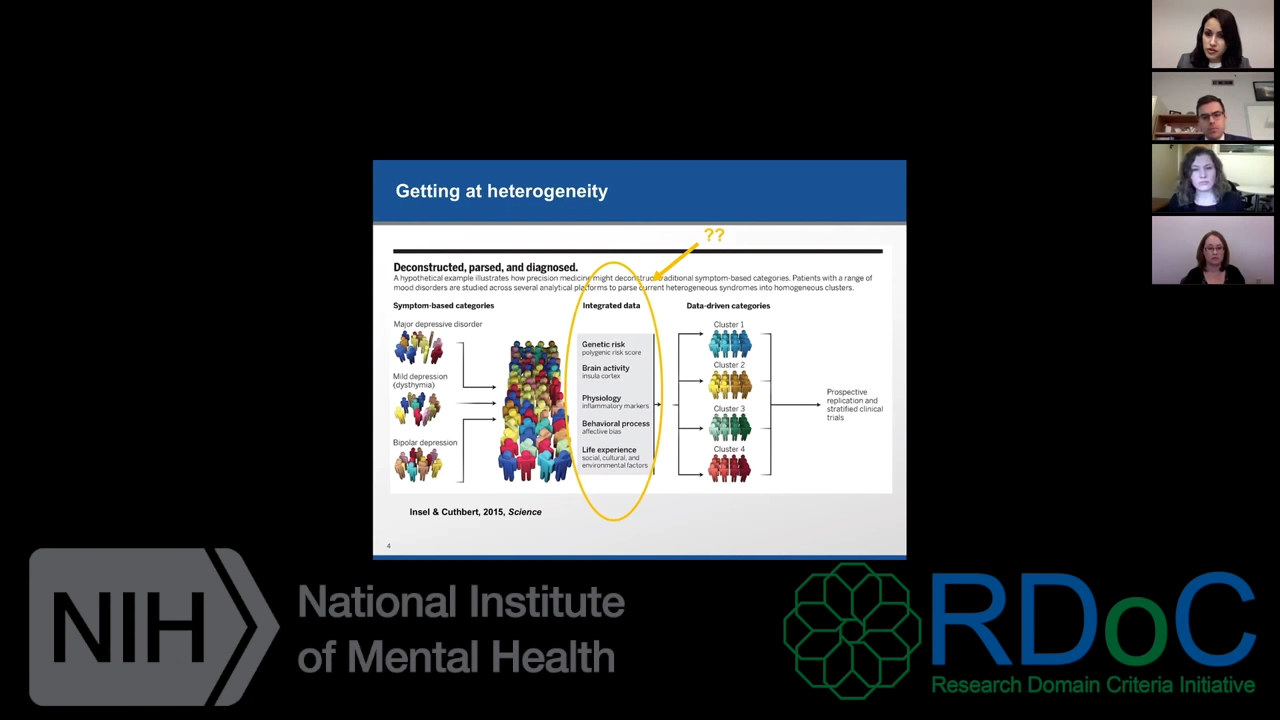 Getting at heterogeneity
??
Deconstructed, parsed, and diagnosed.
A hypothetical example illustrates how precision medicine might deconstruct traditional symptom-based categories. Patients with a range of
mood disorders are studied across several analytical platforms to parse current heterogeneous syndromes into homogeneous clusters.
Symptom-based categories
Integrated data
Data-driven categories
Major depressive disorder
Mild depression
(dysthymia)
Bipolar depression
Genetic risk
polygenic risk score
Brain activity
insula cortex
Physiology
inflammatory markers
Behavioral process
affective bias
Life experience
social, cultural, and
environmental factors
Cluster 1
Cluster 2
Cluster 3
Cluster 4
Prospective
replication and
stratified clinical
trials
Insel & Cuthbert, 2015, Science
4
NIH
National Institute
of Mental Health
RDoC
Research Domain Criteria Initiative